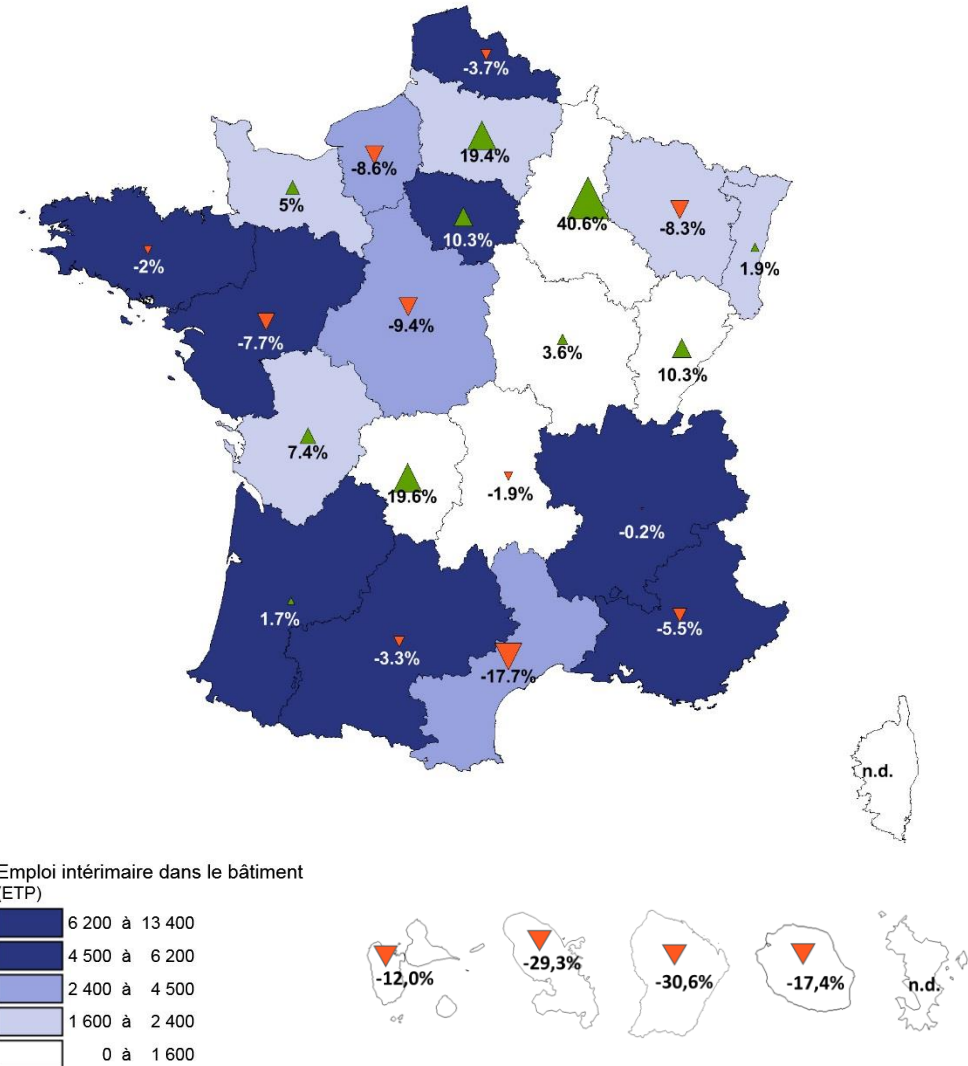 -3.7%
19.4%
-8.6%
5%
40.6%
-8.3%
10.3%
1.9%
-2%
-7.7%
-9.4%
3.6%
10.3%
7.4%
19.6%
-1.9%
-0.2%
1.7%
-3.3%
-5.5%
-17.7%
n.d.
Emploi intérimaire dans le bâtiment
(ETP)
6 200 à 13 400
4 500 à 6 200
2 400 à 4 500
1 600 à 2 400
0 à 1 600
-12,0%
-29,3%
-30,6%
-17,4%
n.d.